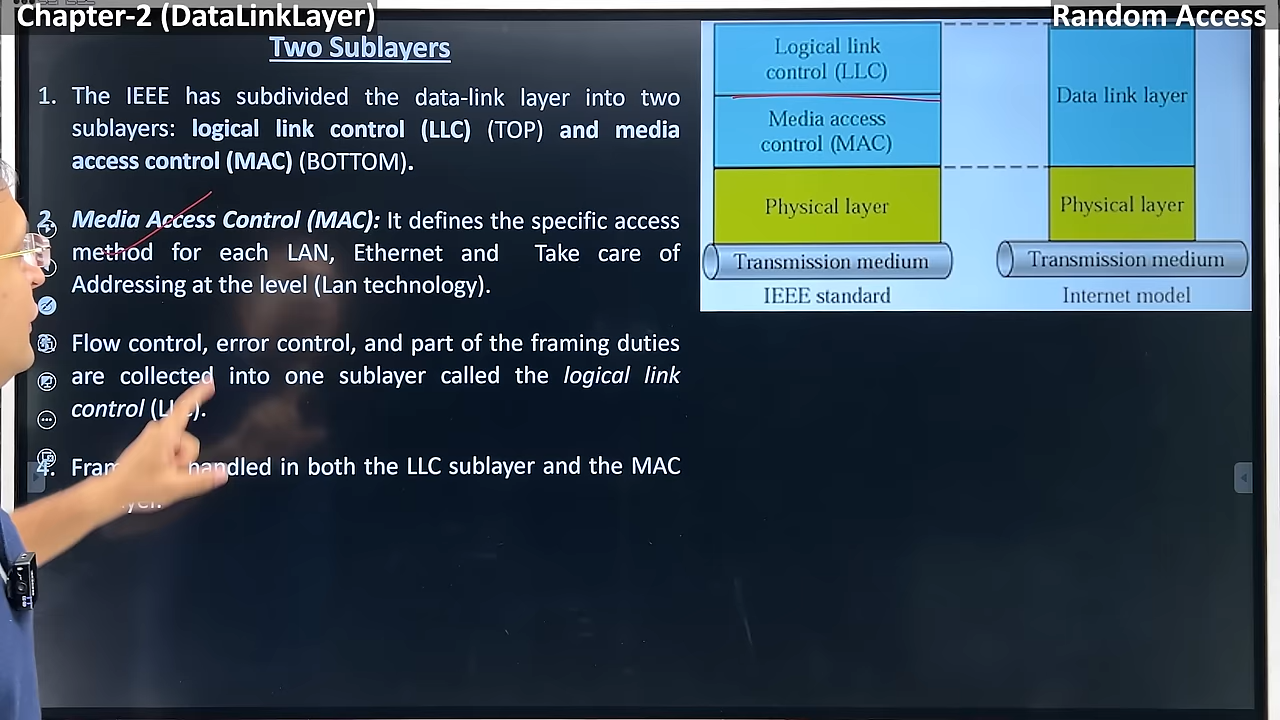 Chapter-2 (DataLinkLayer)
Random Access
Two Sublayers
1. The IEEE has subdivided the data-link layer into two
sublayers: logical link control (LLC) (TOP) and media
access control (MAC) (BOTTOM).
2. Media Access Control (MAC): It defines the specific access
method for each LAN, Ethernet and Take care of
Addressing at the level (Lan technology).
Flow control, error control, and part of the framing duties
are collected into one sublayer called the logical link
control
4. handled in both the LLC sublayer and the MAC
Logical link
control (LLC)
Media access
control (MAC)
Physical layer
Transmission medium
IEEE standard
Data link layer
Physical layer
Transmission medium
Internet model